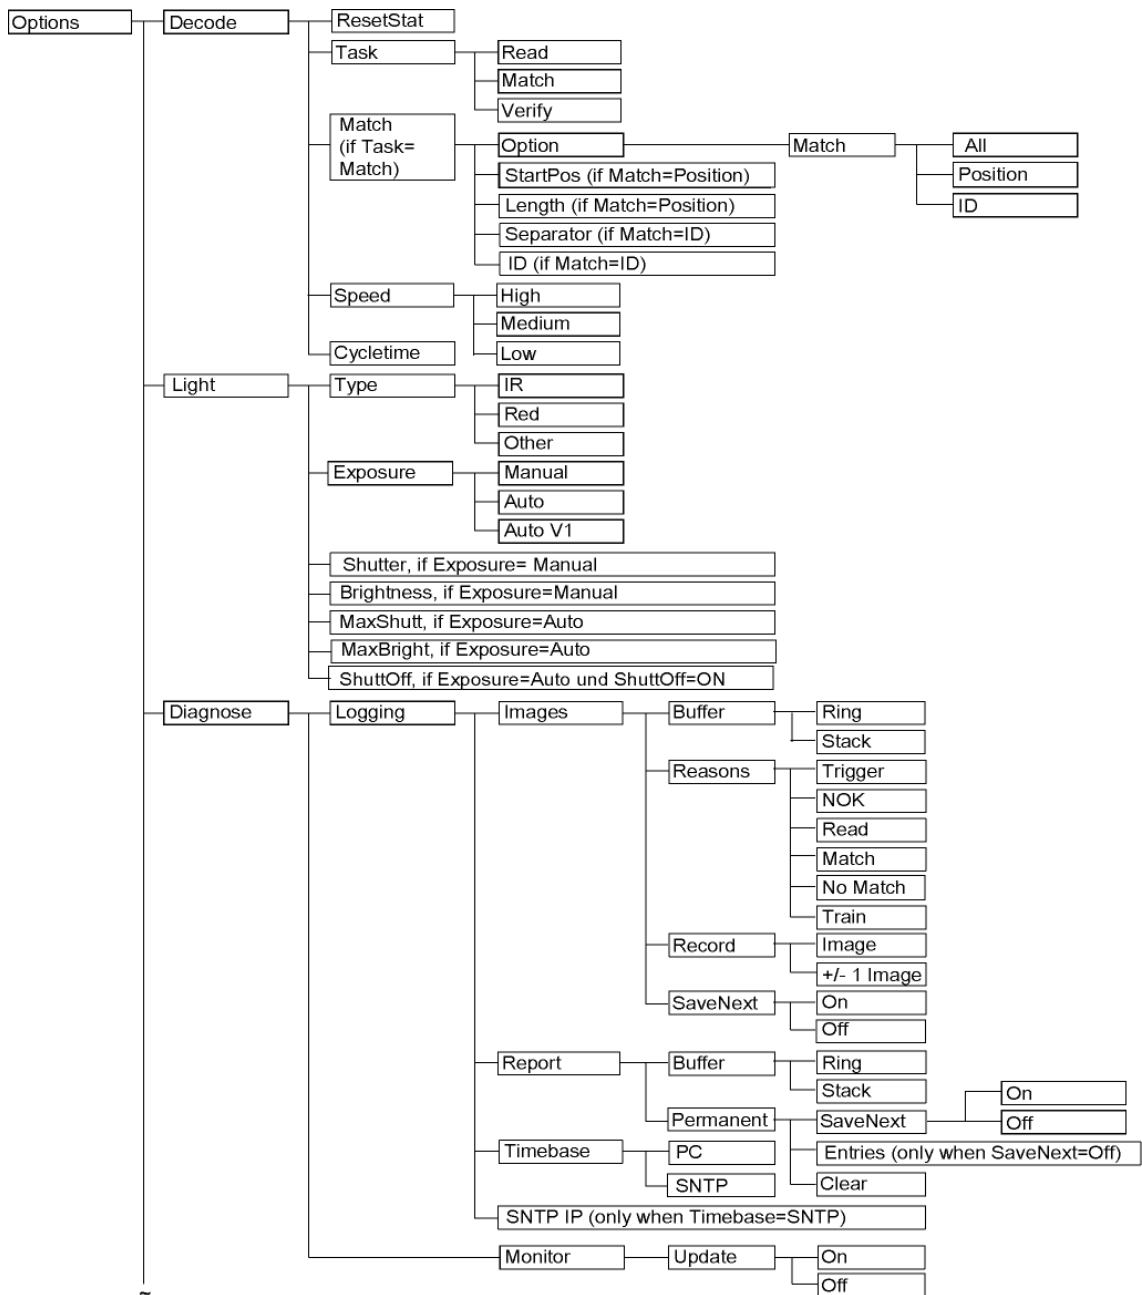 Options
Decode
ResetStat
Task
Read
Match
Verify
Match
(if Task=
Match)
Option
Match
All
Position
ID
StartPos (if Match=Position)
Length (if Match=Position)
Separator (if Match=ID)
ID (if Match=ID)
Speed
High
Medium
Low
Cycletime
Light
Type
IR
Red
Other
Exposure
Manual
Auto
Auto V1
Shutter, if Exposure= Manual
Brightness, if Exposure=Manual
MaxShutt, if Exposure=Auto
MaxBright, if Exposure=Auto
ShuttOff, if Exposure=Auto und ShuttOff=ON
Diagnose
Logging
Images
Buffer
Ring
Stack
Reasons
Trigger
NOK
Read
Match
No Match
Train
Record
Image
+/- 1 Image
SaveNext
On
Off
Report
Buffer
Ring
Stack
Permanent
SaveNext
On
Off
Entries (only when SaveNext=Off)
Clear
Timebase
PC
SNTP
SNTP IP (only when Timebase=SNTP)
Monitor
Update
On
Off
~